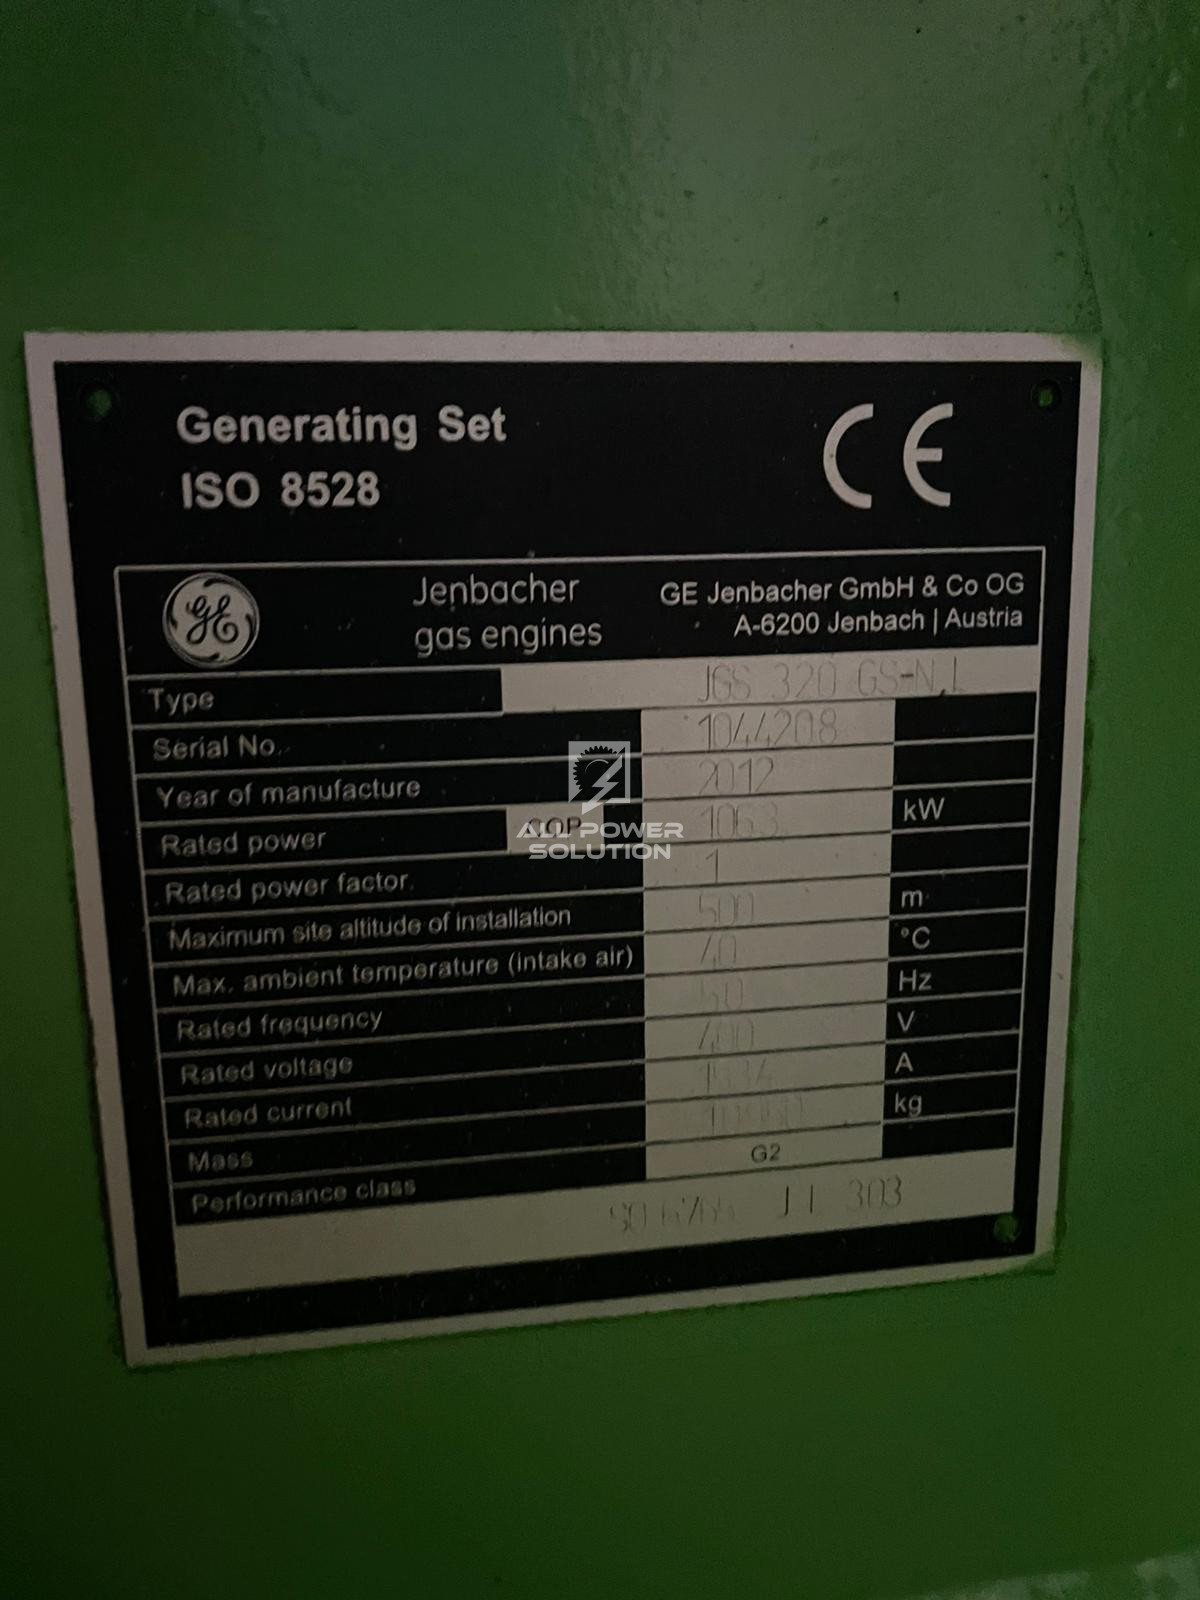 Generating Set
ISO 8528
CE
GE
Jenbacher
gas engines
GE Jenbacher GmbH & Co OG
A-6200 Jenbach | Austria
Type JGS 320 GS-N.L
Serial No. 1044208
Year of manufacture 2012
Rated power COP 1063 kW
Rated power factor 1
Maximum site altitude of installation 500 m
Max. ambient temperature (intake air) 40 °C
Rated frequency 50 Hz
Rated voltage 400 V
Rated current 1534 A
Mass kg
Performance class G2
303
ALL POWER
SOLUTION